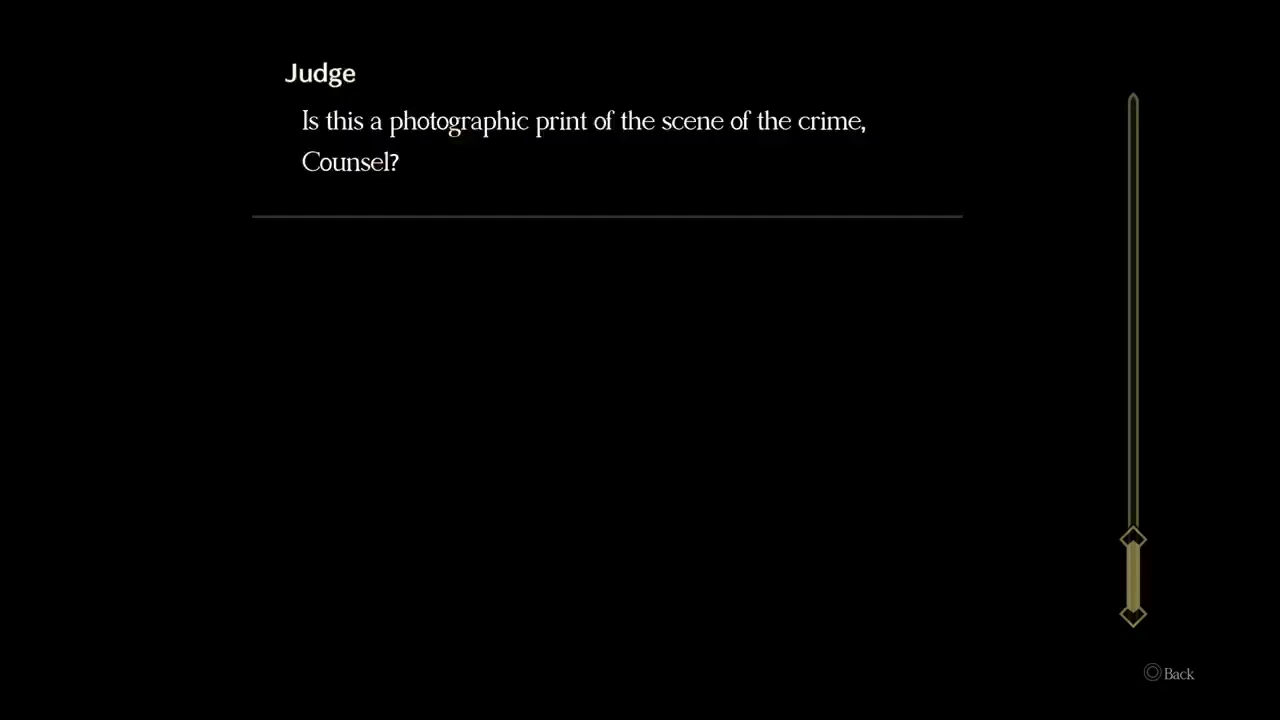 Judge
Is this a photographic print of the scene of the crime,
Counsel?
Back